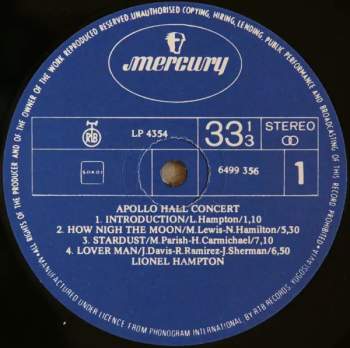 ALL RIGHTS OF THE PRODUCER AND OF THE OWNER OF THE WORK REPRODUCED RESERVED. UNAUTHORISED COPYING, HIRING, LENDING, PUBLIC PERFORMANCE AND BROADCASTING OF THIS RECORD PROHIBITED
mercury
RTB
LP 4354
33 1/3
STEREO
SOKOJ
6499 356
1
APOLLO HALL CONCERT
1. INTRODUCTION/L.Hampton/1,10
2. HOW NIGH THE MOON/M.Lewis-N.Hamilton/5,30
3. STARDUST/M.Parish-H.Carmichael/7,10
4. LOVER MAN/J.Davis-R.Ramirez-J.Sherman/6,50
LIONEL HAMPTON
MANUFACTURED UNDER LICENCE FROM PHONOGRAM INTERNATIONAL BY RTB RECORDS, YUGOSLAVIA